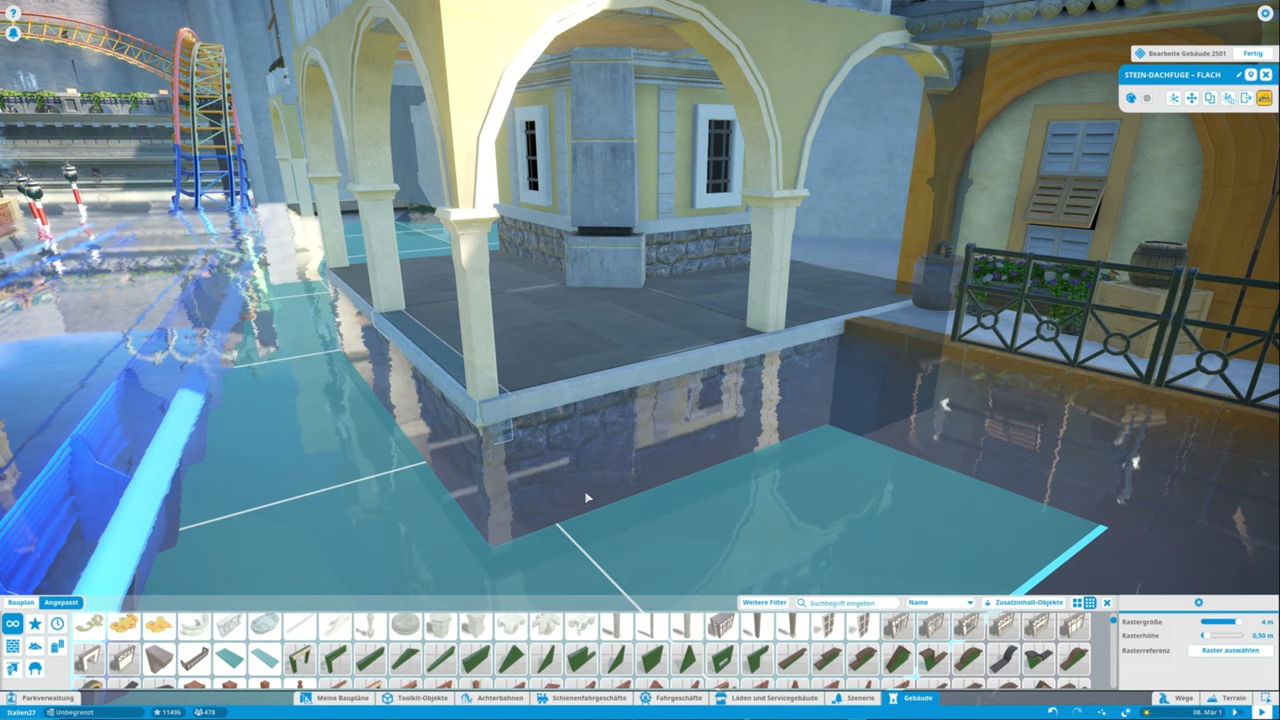 Bearbeite Gebäude 2501
Fertig
STEIN-DACHFUGE – FLACH
Bauplan
Angepasst
Weitere Filter
Suchbegriff eingeben
Name
Zusatzinhalt-Objekte
Rastergröße
4 m
Rasterhöhe
0,50 m
Rasterreferenz
Raster auswählen
Parkverwaltung
Meine Baupläne
Toolkit-Objekte
Achterbahnen
Schienenfahrgeschäfte
Fahrgeschäfte
Läden und Servicegebäude
Szenerie
Gebäude
Wege
Terrain
Italien27
Unbegrenzt
11496
478
08. Mär 1